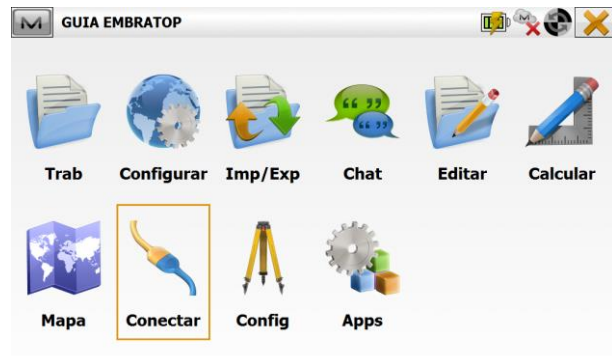 GUIA EMBRATOP
Trab Configurar Imp/Exp Chat Editar Calcular
Mapa Conectar Config Apps